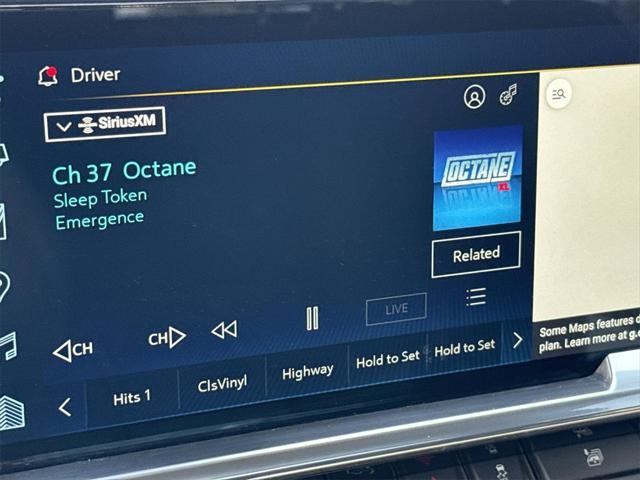 Driver
SiriusXM
Ch 37 Octane
Sleep Token
Emergence
OCTANE
XL
Related
LIVE
CH
CH
Hits 1
ClsVinyl
Highway
Hold to Set
Hold to Set
Some Maps features d
plan. Learn more at g.c